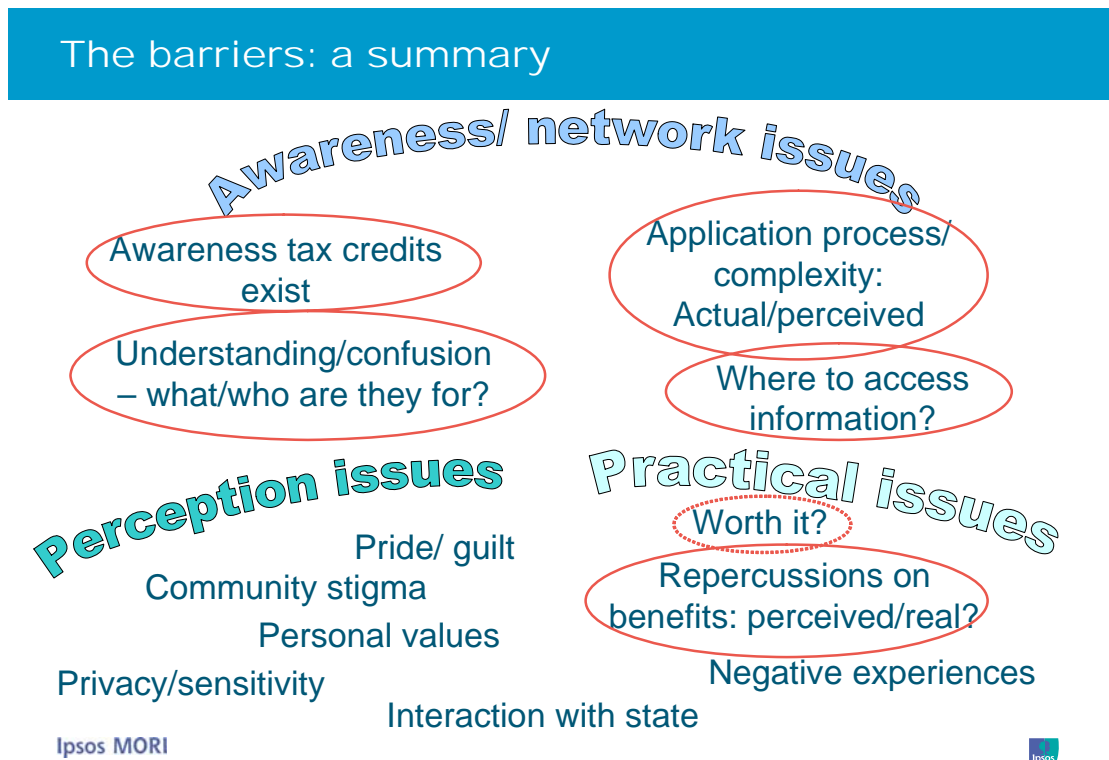 The barriers: a summary
Awareness/ network issues
Awareness tax credits
exist
Understanding/confusion
– what/who are they for?
Application process/
complexity:
Actual/perceived
Where to access
information?
Perception issues
Pride/ guilt
Community stigma
Personal values
Privacy/sensitivity
Interaction with state
Practical issues
Worth it?
Repercussions on
benefits: perceived/real?
Negative experiences
Ipsos MORI
Ipsos